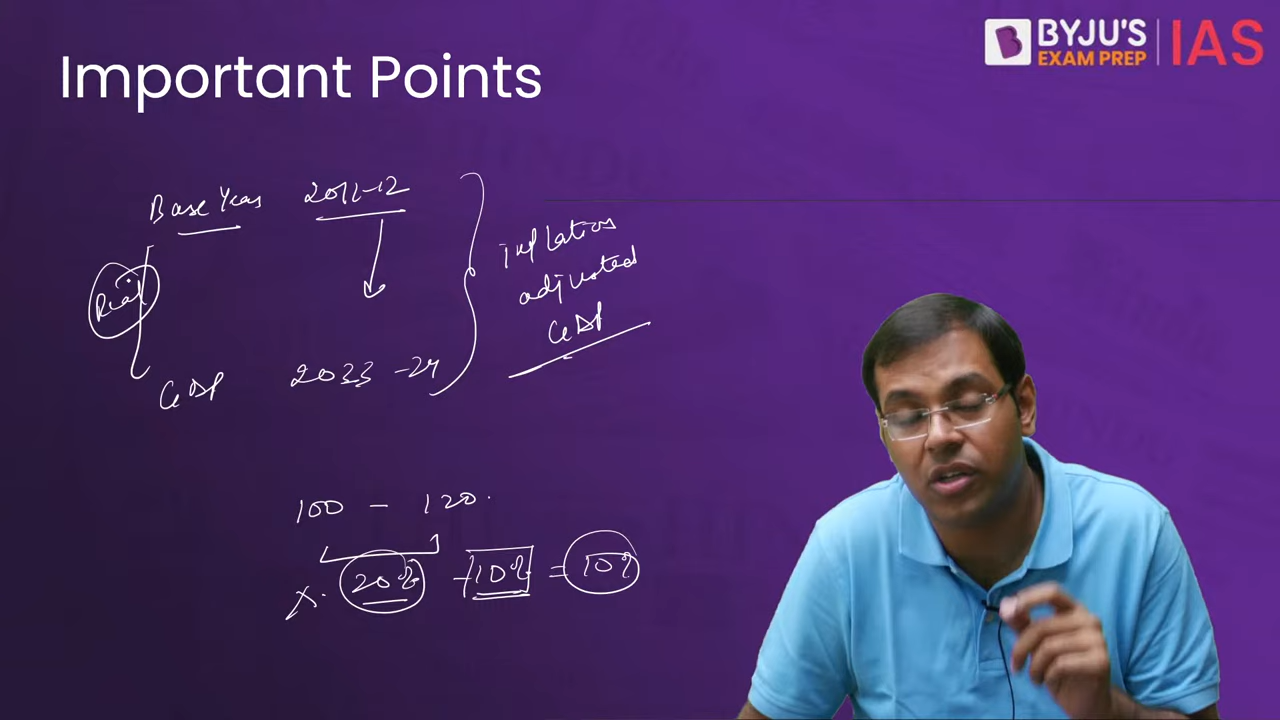 Important Points
BYJU'S
EXAM PREP
IAS
Base Year 2011-12
Real
GDP 2023-24
inflation
adjusted
GDP
100 - 120
x. 20% -10% = 10%